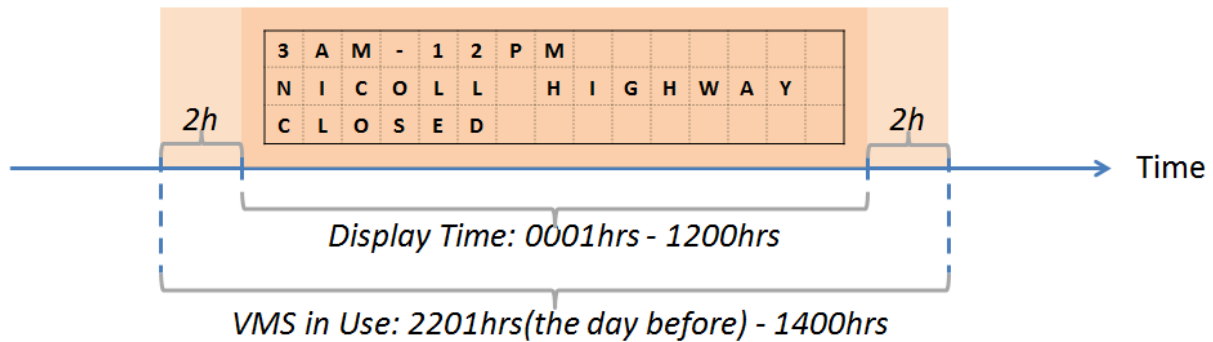 3AM-12PM
NICOLL HIGHWAY
CLOSED
2h
2h
Time
Display Time: 0001hrs - 1200hrs
VMS in Use: 2201hrs(the day before) - 1400hrs